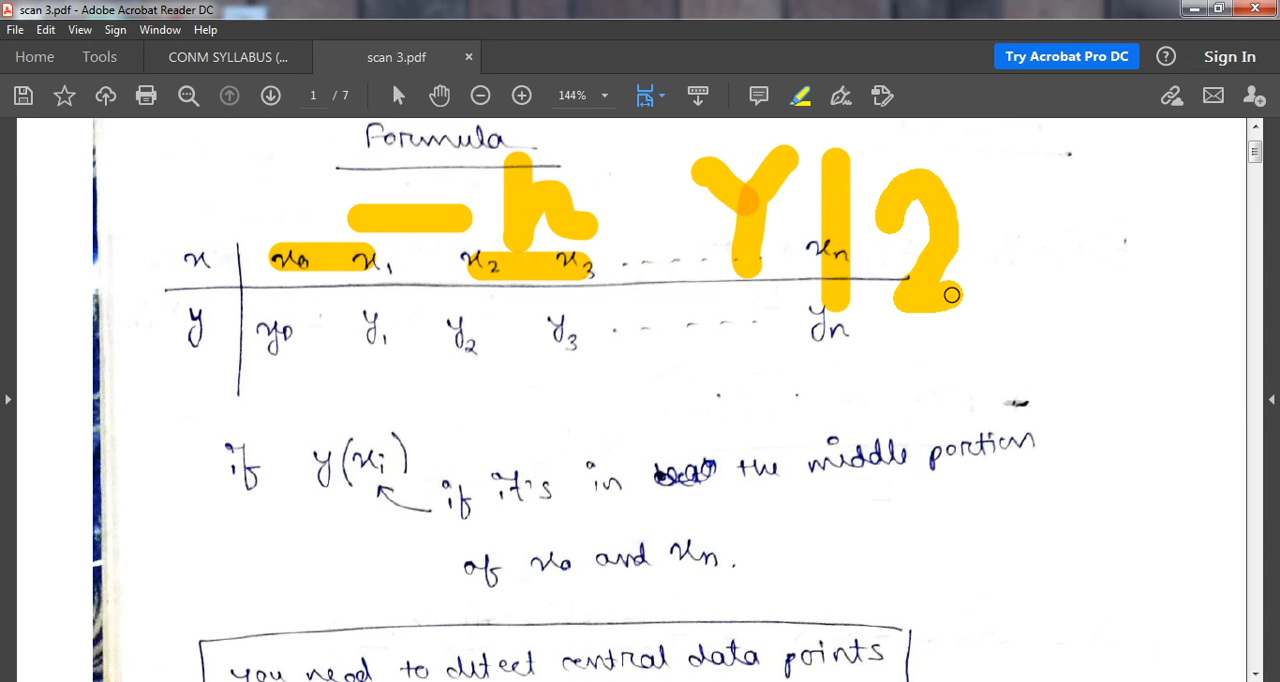 scan 3.pdf - Adobe Acrobat Reader DC
File Edit View Sign Window Help
Home Tools CONM SYLLABUS (... scan 3.pdf × Try Acrobat Pro DC ? Sign In
1 / 7 144%
Formula
— h Y | 2
x x₀ x₁ x₂ x₃ ........ xₙ
y y₀ y₁ y₂ y₃ ........ yₙ
if y(xᵢ) if it's in the middle portion
of x₀ and xₙ.
you need to detect central data points